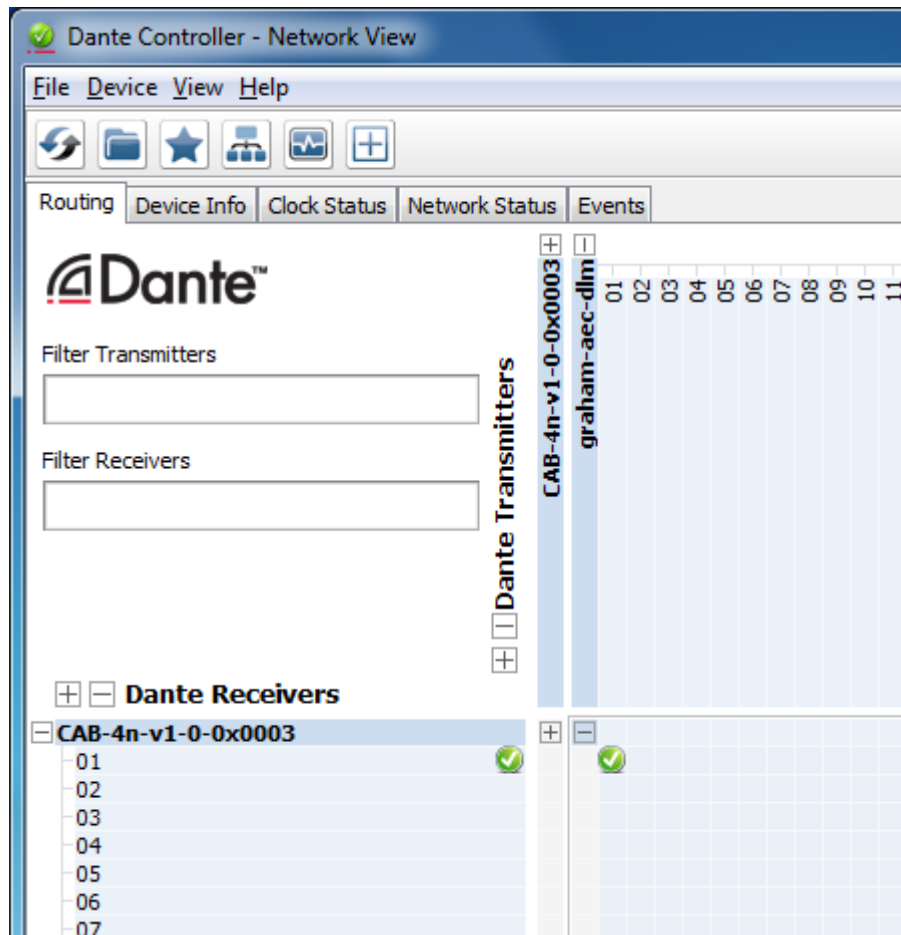 Dante Controller - Network View
File Device View Help
Routing Device Info Clock Status Network Status Events
Dante™
Filter Transmitters
Filter Receivers
Dante Transmitters
CAB-4n-v1-0-0x0003
graham-aec-dlm
01 02 03 04 05 06 07 08 09 10 11
Dante Receivers
CAB-4n-v1-0-0x0003
01
02
03
04
05
06
07